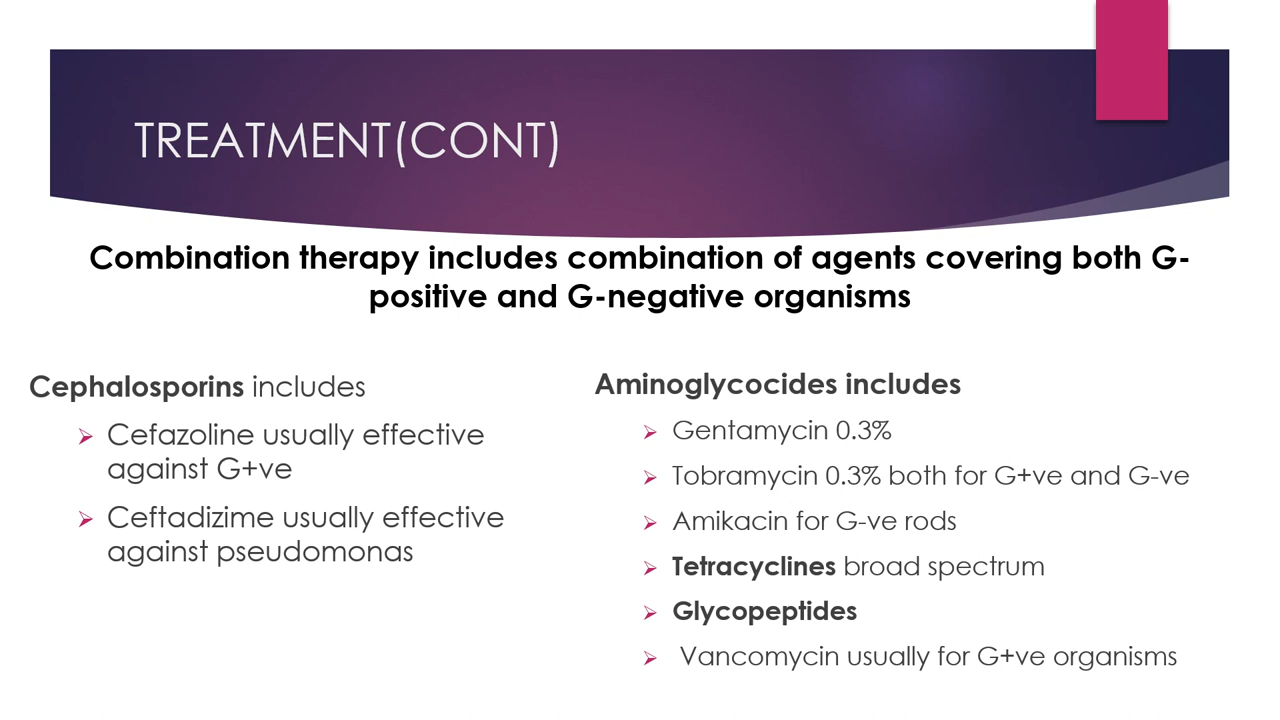 TREATMENT(CONT)
Combination therapy includes combination of agents covering both G-
positive and G-negative organisms
Cephalosporins includes
Cefazoline usually effective
against G+ve
Ceftadizime usually effective
against pseudomonas
Aminoglycocides includes
Gentamycin 0.3%
Tobramycin 0.3% both for G+ve and G-ve
Amikacin for G-ve rods
Tetracyclines broad spectrum
Glycopeptides
Vancomycin usually for G+ve organisms